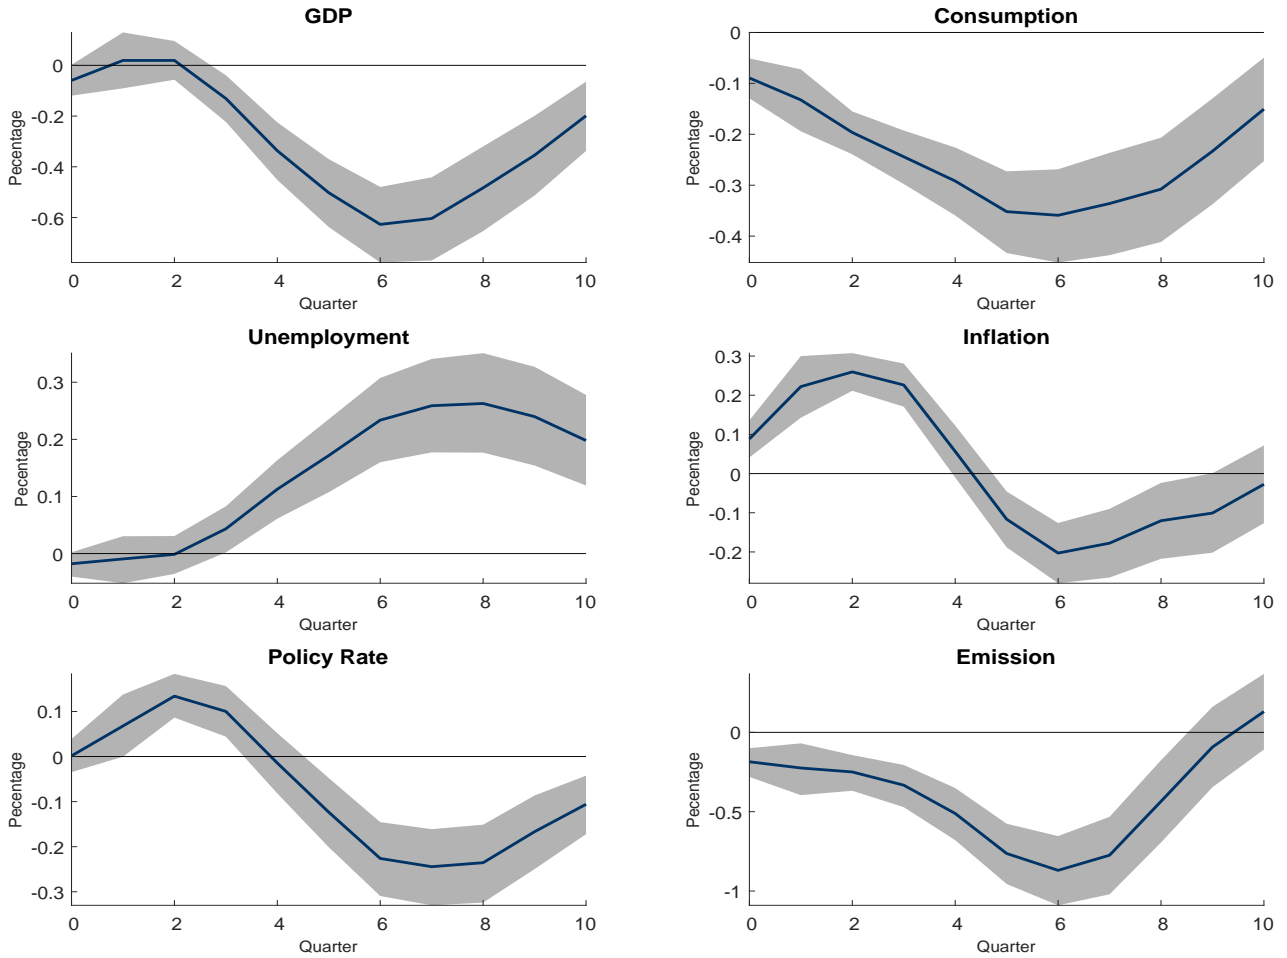 GDP
Pecentage
0
-0.2
-0.4
-0.6
0 2 4 6 8 10
Quarter
Consumption
Pecentage
0
-0.1
-0.2
-0.3
-0.4
0 2 4 6 8 10
Quarter
Unemployment
Pecentage
0.3
0.2
0.1
0
0 2 4 6 8 10
Quarter
Inflation
Pecentage
0.3
0.2
0.1
0
-0.1
-0.2
0 2 4 6 8 10
Quarter
Policy Rate
Pecentage
0.1
0
-0.1
-0.2
-0.3
0 2 4 6 8 10
Quarter
Emission
Pecentage
0
-0.5
-1
0 2 4 6 8 10
Quarter